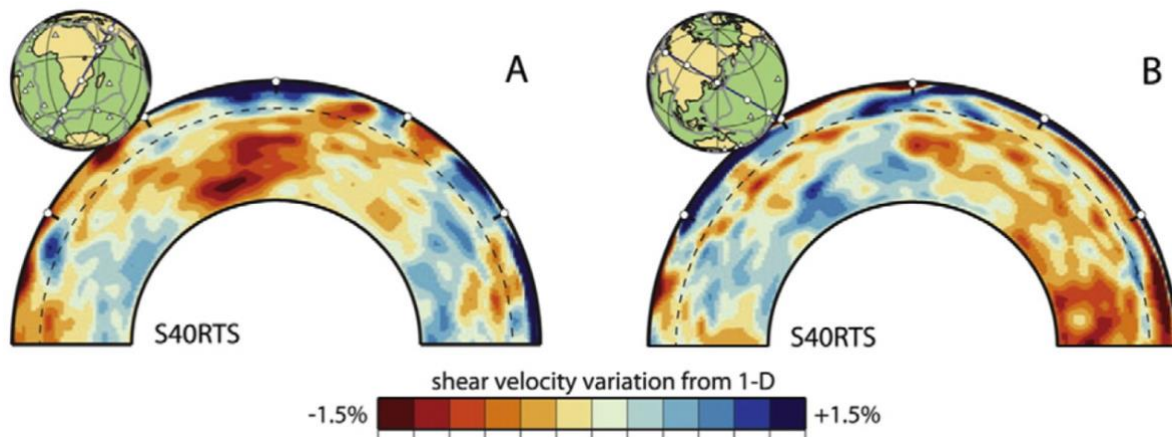 A
B
S40RTS
S40RTS
shear velocity variation from 1-D
-1.5%
+1.5%